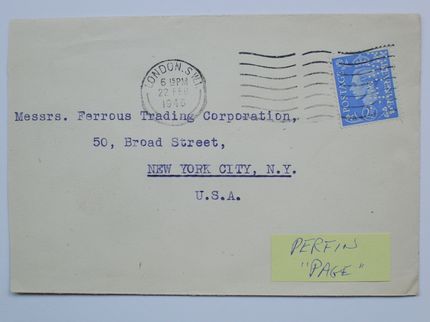 LONDON. S.W.1
6 15 PM
22 FEB
1946
POSTAGE
Messrs. Ferrous Trading Corporation,
50, Broad Street,
NEW YORK CITY, N.Y.
U.S.A.
PERFIN
"PAGE"